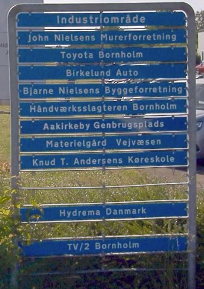 Industriområde
John Nielsens Murerforretning
Toyota Bornholm
Birkelund Auto
Bjarne Nielsens Byggeforretning
Håndværksslagteren Bornholm
Aakirkeby Genbrugsplads
Materielgård Vejvæsen
Knud T. Andersens Køreskole
Hydrema Danmark
TV/2 Bornholm